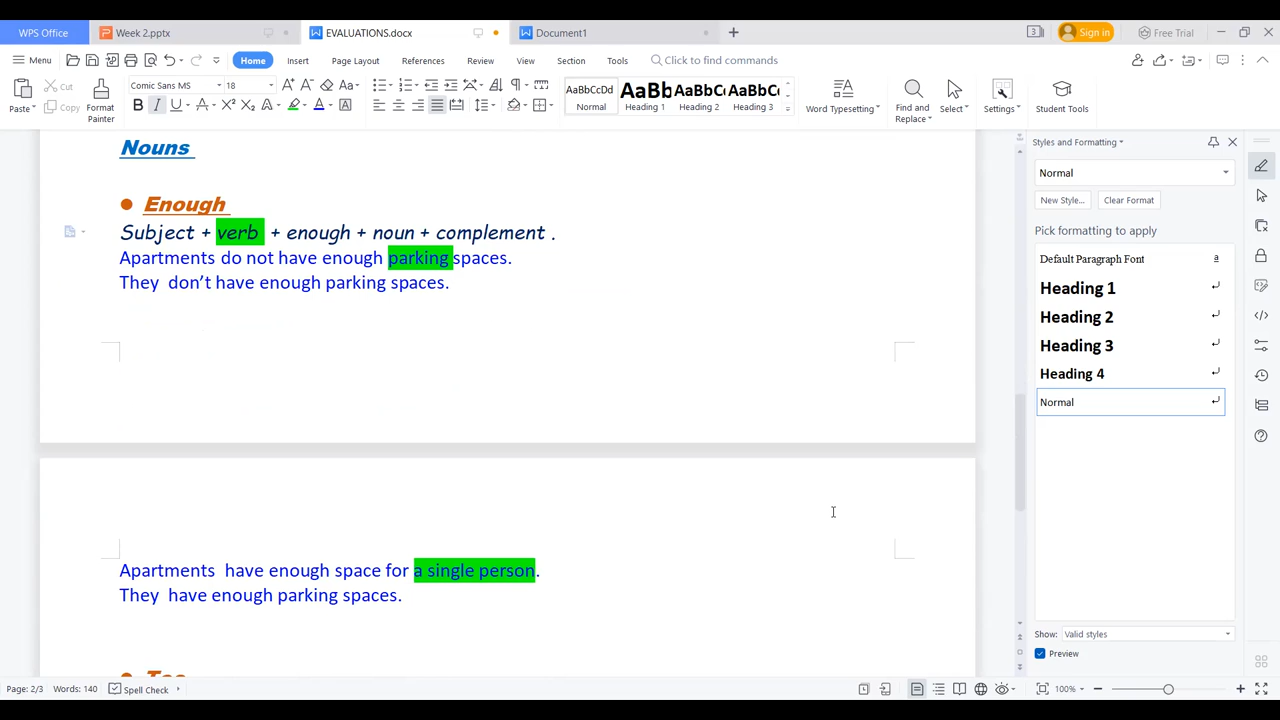 WPS Office
Week 2.pptx
EVALUATIONS.docx
Document1
Sign in
Free Trial
Menu
Home
Insert
Page Layout
References
Review
View
Section
Tools
Click to find commands
Paste
Cut
Copy
Format Painter
Comic Sans MS
18
AaBbCcDd
Normal
AaBb
Heading 1
AaBbC
Heading 2
AaBbC
Heading 3
Word Typesetting
Find and Replace
Select
Settings
Student Tools
Nouns
Enough
Subject + verb + enough + noun + complement .
Apartments do not have enough parking spaces.
They don’t have enough parking spaces.
Apartments have enough space for a single person.
They have enough parking spaces.
Styles and Formatting
Normal
New Style...
Clear Format
Pick formatting to apply
Default Paragraph Font
Heading 1
Heading 2
Heading 3
Heading 4
Normal
Show: Valid styles
Preview
Page: 2/3
Words: 140
Spell Check
100%